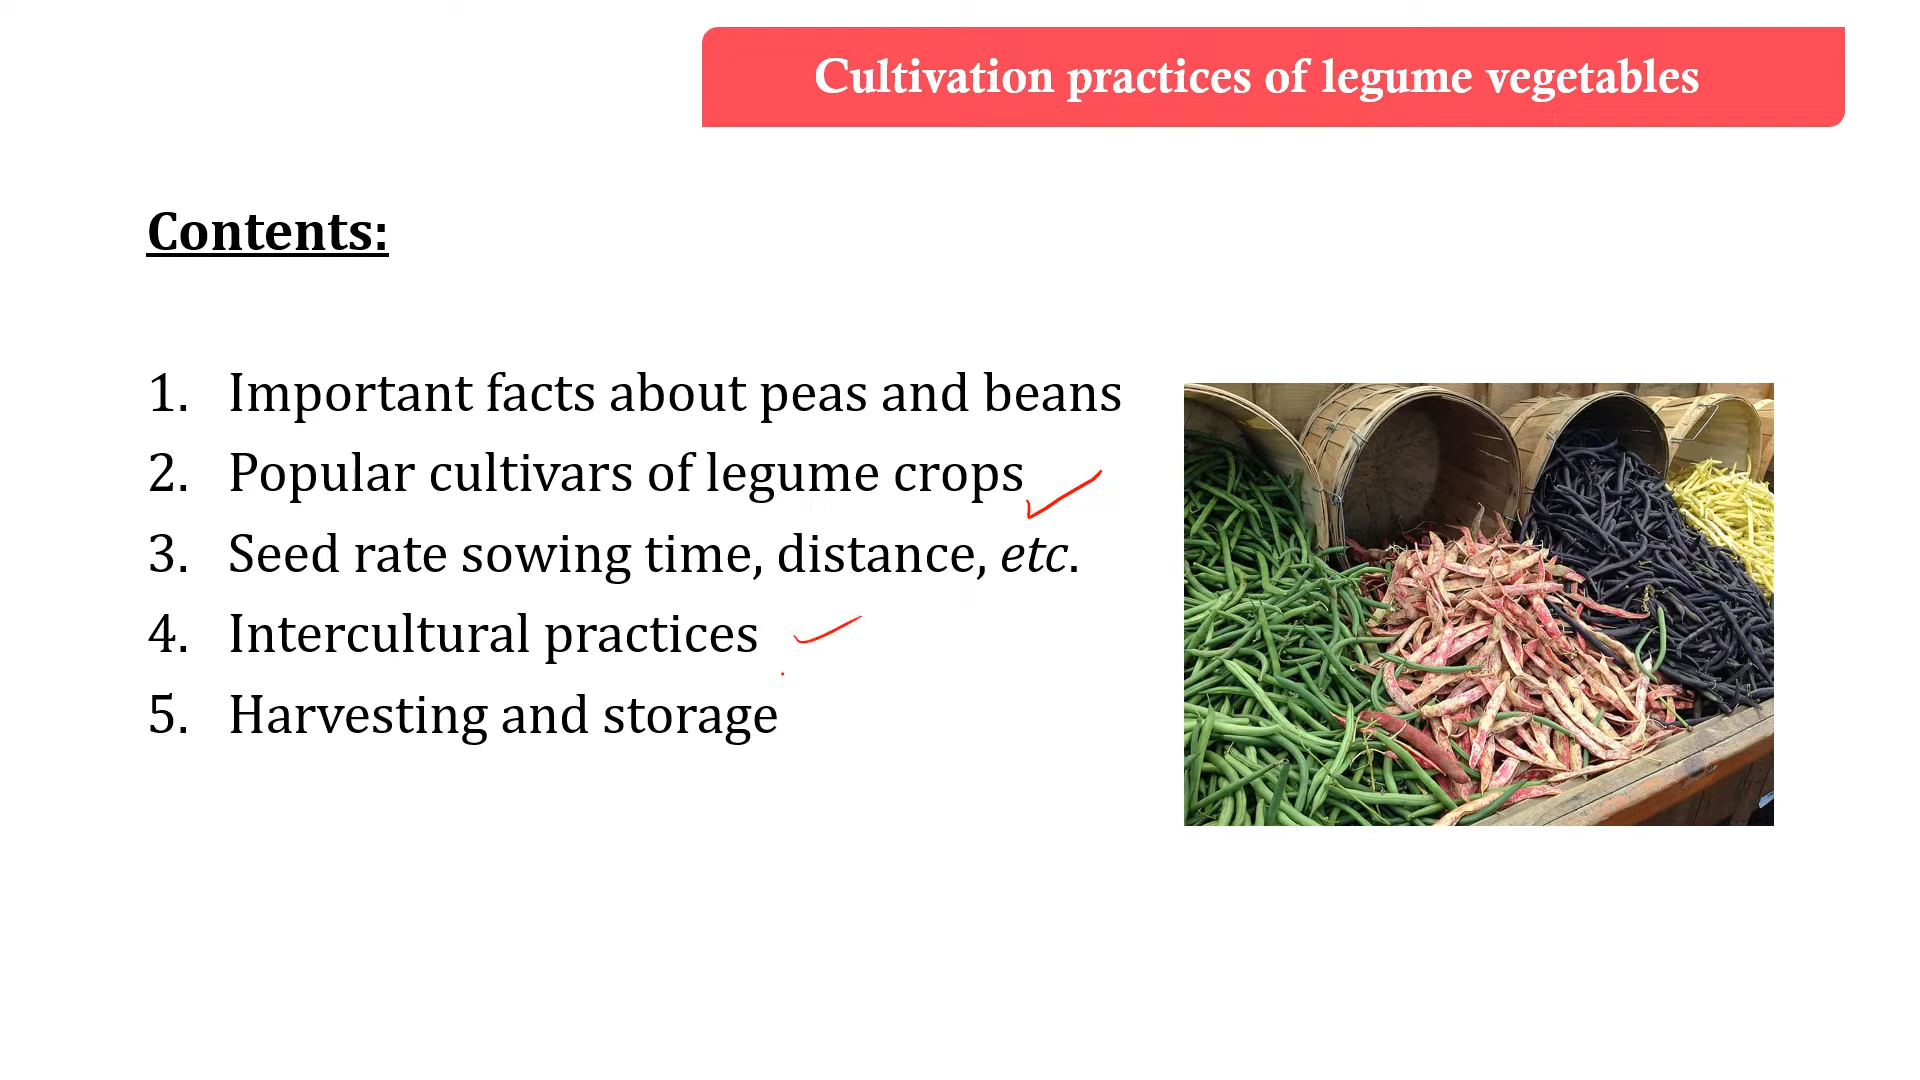 Cultivation practices of legume vegetables
Contents:
1. Important facts about peas and beans
2. Popular cultivars of legume crops
3. Seed rate sowing time, distance, etc.
4. Intercultural practices
5. Harvesting and storage